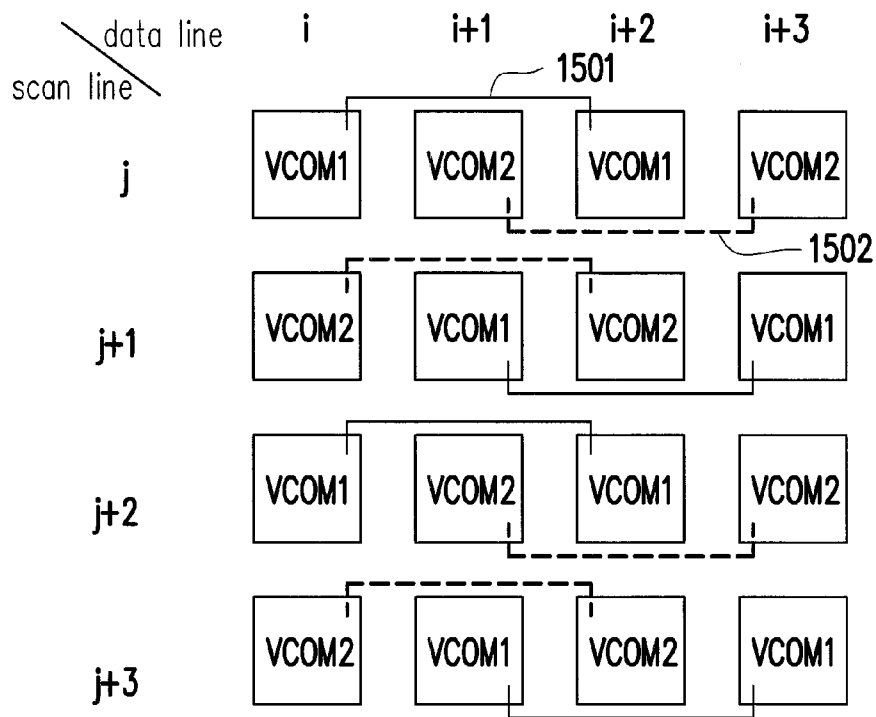 data line i i+1 i+2 i+3
scan line
1501
j VCOM1 VCOM2 VCOM1 VCOM2
1502
j+1 VCOM2 VCOM1 VCOM2 VCOM1
j+2 VCOM1 VCOM2 VCOM1 VCOM2
j+3 VCOM2 VCOM1 VCOM2 VCOM1